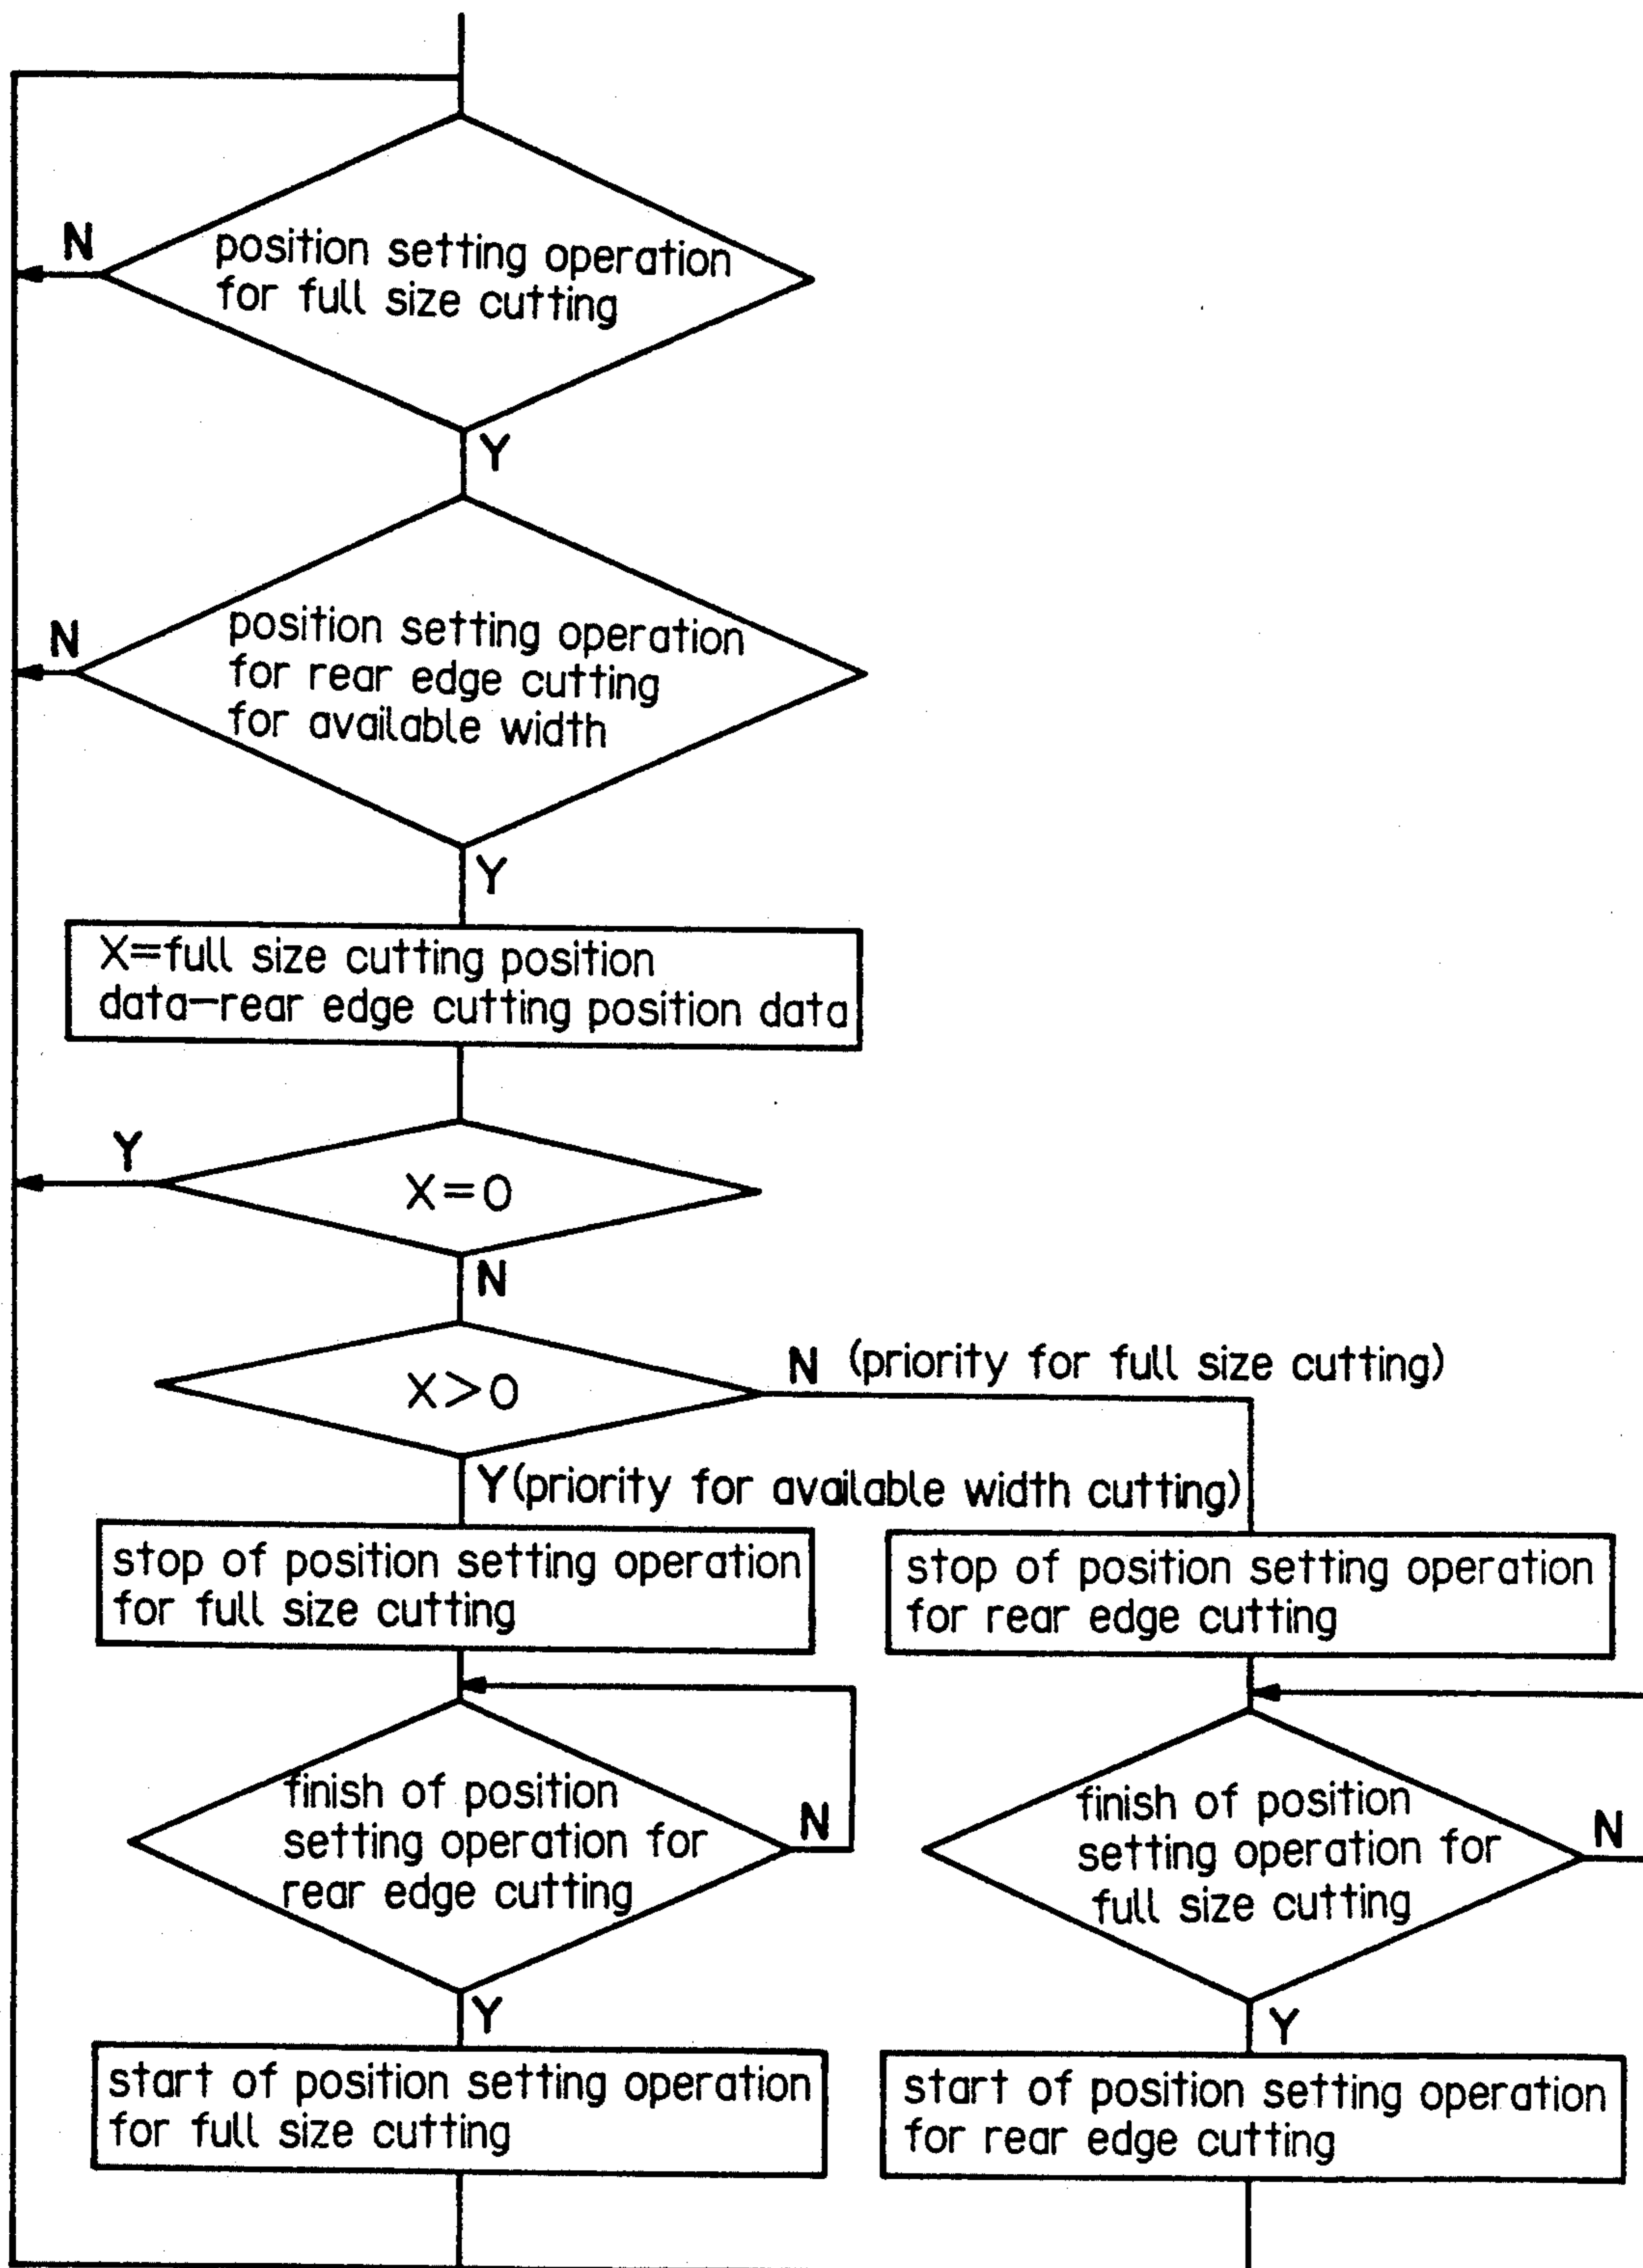 N
position setting operation
for full size cutting
Y
N
position setting operation
for rear edge cutting
for available width
Y
X=full size cutting position
data-rear edge cutting position data
Y
X=0
N
X>0
N (priority for full size cutting)
Y (priority for available width cutting)
stop of position setting operation
for full size cutting
stop of position setting operation
for rear edge cutting
finish of position
setting operation for
rear edge cutting
N
finish of position
setting operation for
full size cutting
N
Y
Y
start of position setting operation
for full size cutting
start of position setting operation
for rear edge cutting